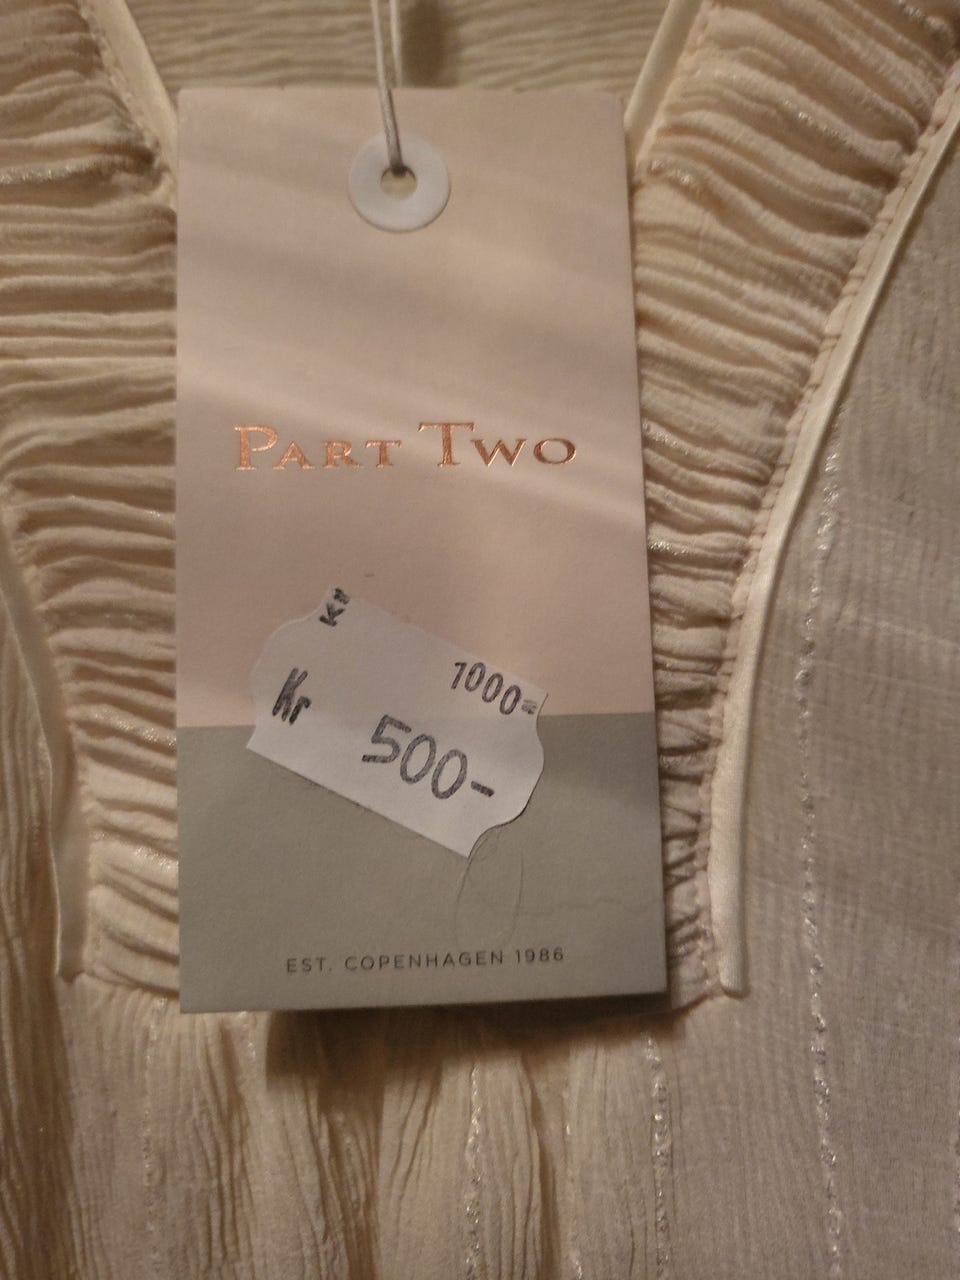 PART TWO
Kr
1000=
Kr 500-
EST. COPENHAGEN 1986